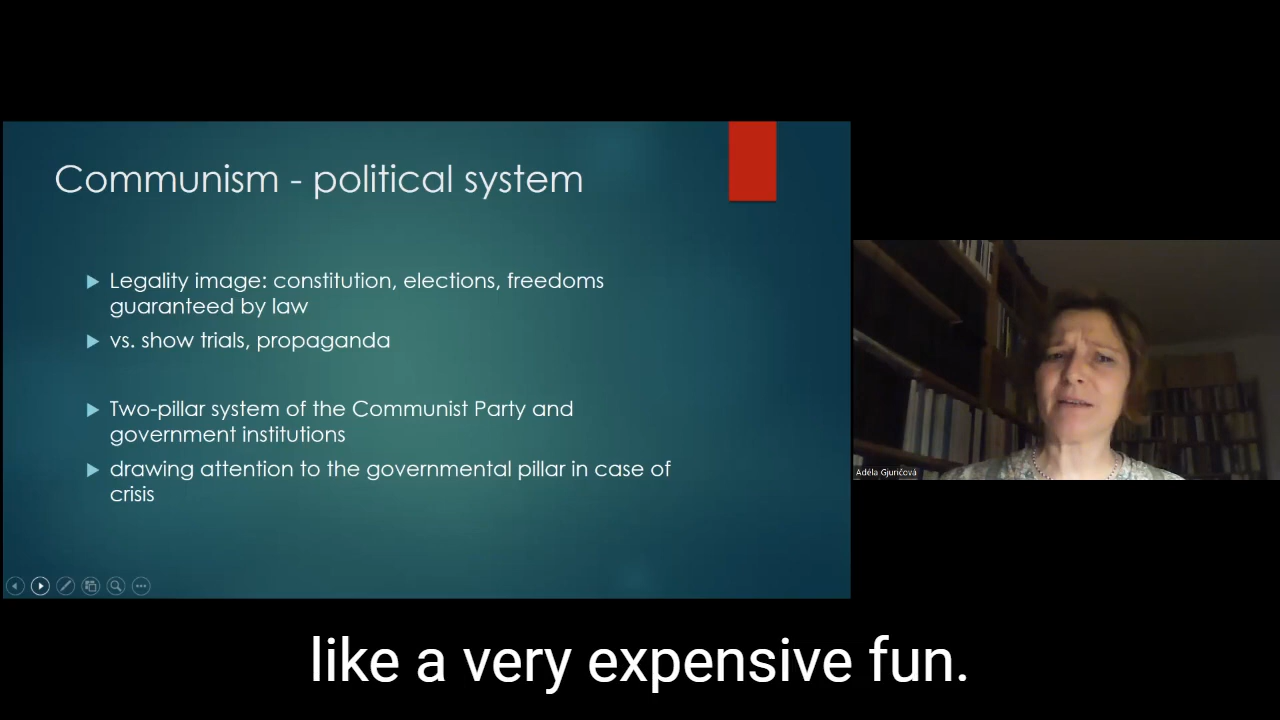 Communism - political system
Legality image: constitution, elections, freedoms
guaranteed by law
vs. show trials, propaganda
Two-pillar system of the Communist Party and
government institutions
drawing attention to the governmental pillar in case of
crisis
Adéla Gjuričová
like a very expensive fun.